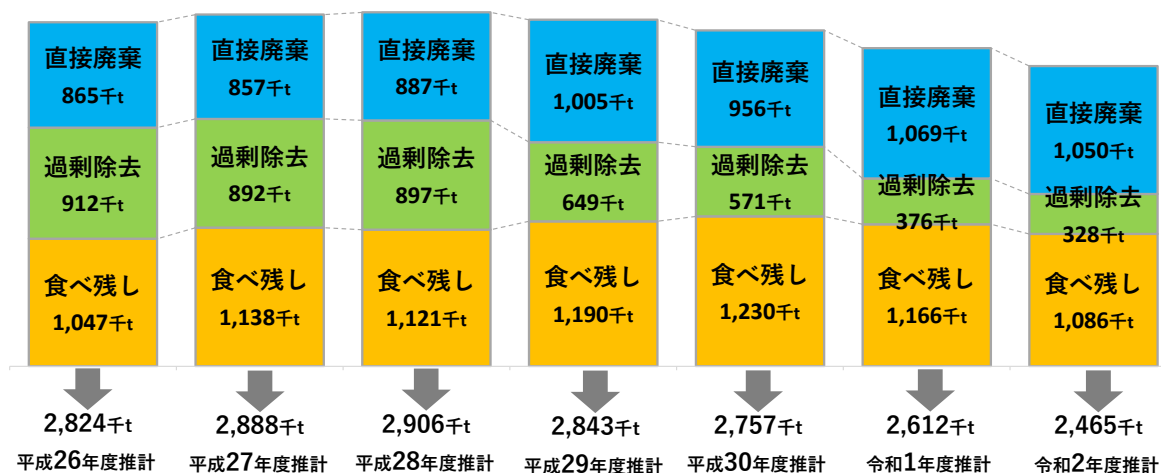 直接廃棄
865千t
過剰除去
912千t
食べ残し
1,047千t
2,824千t
平成26年度推計
直接廃棄
857千t
過剰除去
892千t
食べ残し
1,138千t
2,888千t
平成27年度推計
直接廃棄
887千t
過剰除去
897千t
食べ残し
1,121千t
2,906千t
平成28年度推計
直接廃棄
1,005千t
過剰除去
649千t
食べ残し
1,190千t
2,843千t
平成29年度推計
直接廃棄
956千t
過剰除去
571千t
食べ残し
1,230千t
2,757千t
平成30年度推計
直接廃棄
1,069千t
過剰除去
376千t
食べ残し
1,166千t
2,612千t
令和1年度推計
直接廃棄
1,050千t
過剰除去
328千t
食べ残し
1,086千t
2,465千t
令和2年度推計